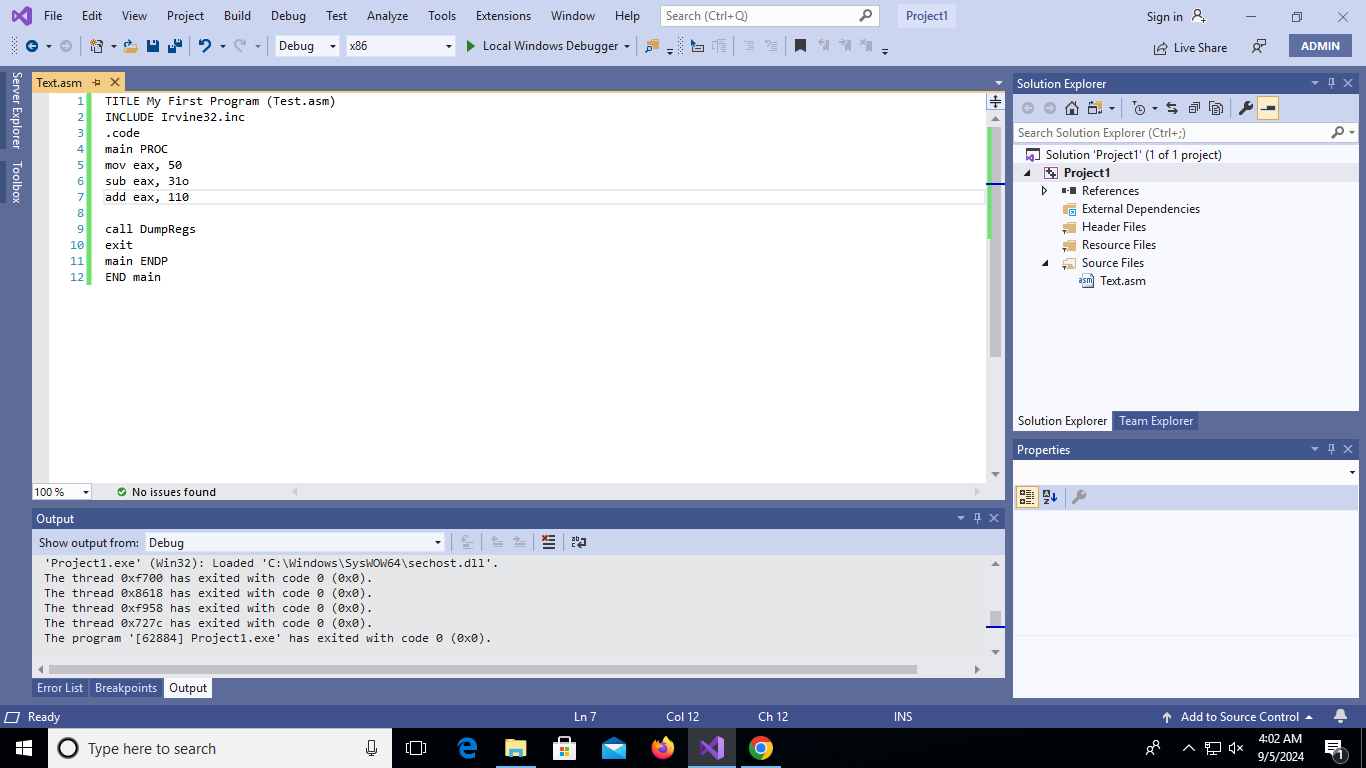 File Edit View Project Build Debug Test Analyze Tools Extensions Window Help Search (Ctrl+Q) Project1 Sign in
Debug x86 Local Windows Debugger Live Share ADMIN
Server Explorer
Toolbox
Text.asm
1 TITLE My First Program (Test.asm)
2 INCLUDE Irvine32.inc
3 .code
4 main PROC
5 mov eax, 50
6 sub eax, 31o
7 add eax, 110
8
9 call DumpRegs
10 exit
11 main ENDP
12 END main
100 % No issues found
Output
Show output from: Debug
'Project1.exe' (Win32): Loaded 'C:\Windows\SysWOW64\sechost.dll'.
The thread 0xf700 has exited with code 0 (0x0).
The thread 0x8618 has exited with code 0 (0x0).
The thread 0xf958 has exited with code 0 (0x0).
The thread 0x727c has exited with code 0 (0x0).
The program '[62884] Project1.exe' has exited with code 0 (0x0).
Error List Breakpoints Output
Solution Explorer
Search Solution Explorer (Ctrl+;)
Solution 'Project1' (1 of 1 project)
Project1
References
External Dependencies
Header Files
Resource Files
Source Files
asm Text.asm
Solution Explorer Team Explorer
Properties
Ready Ln 7 Col 12 Ch 12 INS Add to Source Control
Type here to search
4:02 AM
9/5/2024
1